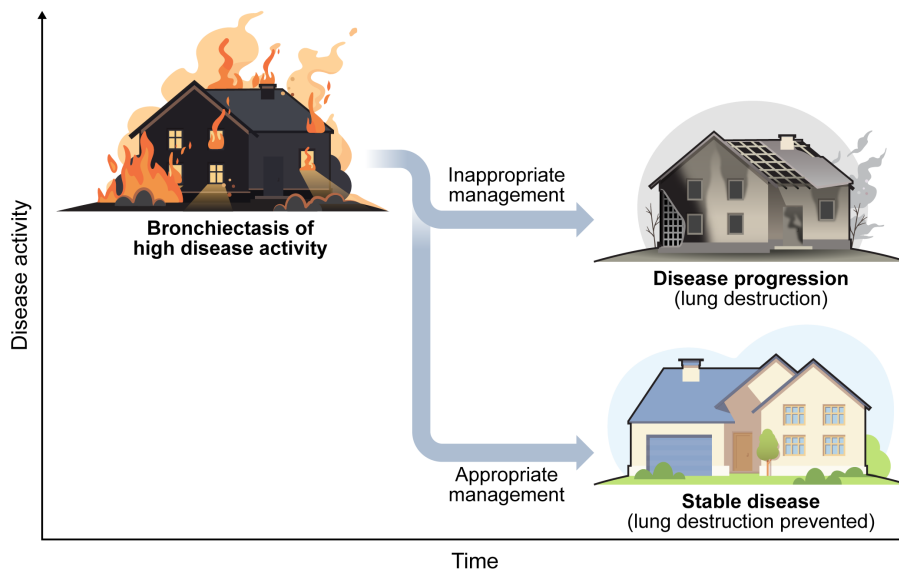 Disease activity
Bronchiectasis of
high disease activity
Inappropriate
management
Disease progression
(lung destruction)
Appropriate
management
Stable disease
(lung destruction prevented)
Time